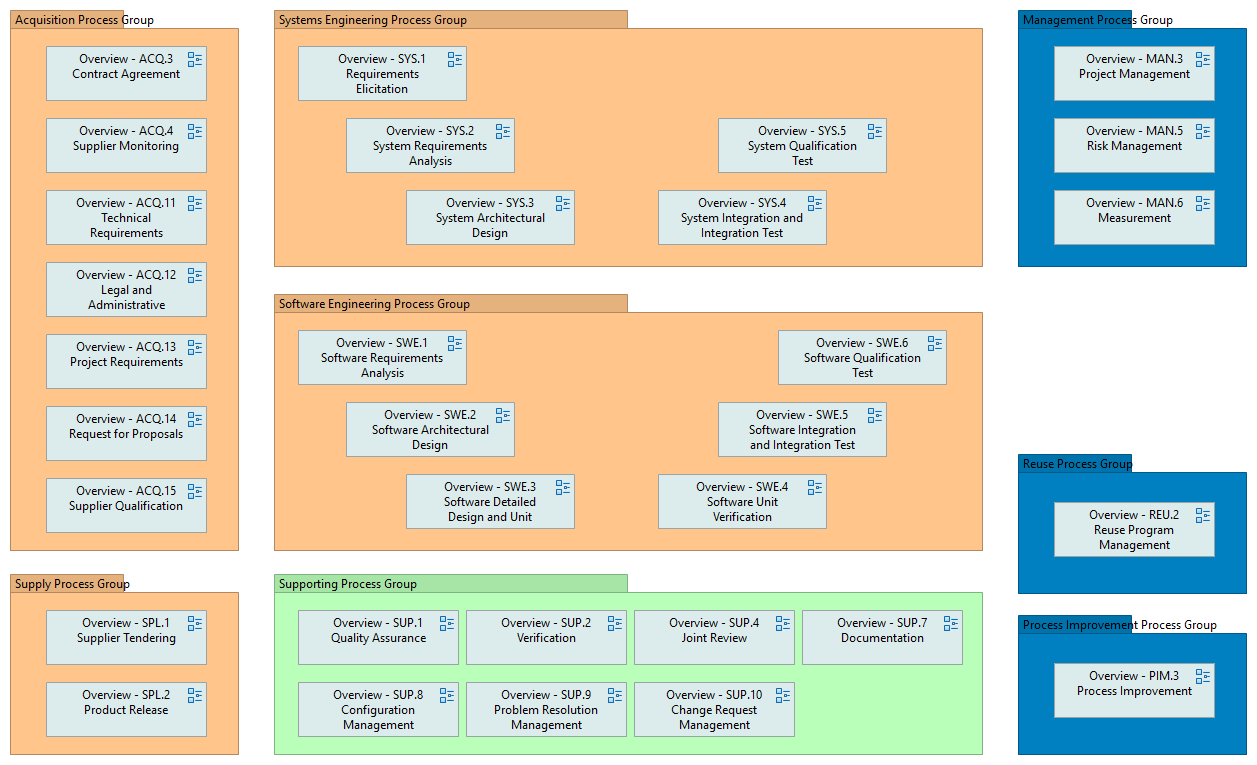 Acquisition Process Group
Overview - ACQ.3
Contract Agreement
Overview - ACQ.4
Supplier Monitoring
Overview - ACQ.11
Technical
Requirements
Overview - ACQ.12
Legal and
Administrative
Overview - ACQ.13
Project Requirements
Overview - ACQ.14
Request for Proposals
Overview - ACQ.15
Supplier Qualification
Supply Process Group
Overview - SPL.1
Supplier Tendering
Overview - SPL.2
Product Release
Systems Engineering Process Group
Overview - SYS.1
Requirements
Elicitation
Overview - SYS.2
System Requirements
Analysis
Overview - SYS.3
System Architectural
Design
Overview - SYS.5
System Qualification
Test
Overview - SYS.4
System Integration and
Integration Test
Software Engineering Process Group
Overview - SWE.1
Software Requirements
Analysis
Overview - SWE.2
Software Architectural
Design
Overview - SWE.3
Software Detailed
Design and Unit
Overview - SWE.6
Software Qualification
Test
Overview - SWE.5
Software Integration
and Integration Test
Overview - SWE.4
Software Unit
Verification
Supporting Process Group
Overview - SUP.1
Quality Assurance
Overview - SUP.2
Verification
Overview - SUP.4
Joint Review
Overview - SUP.7
Documentation
Overview - SUP.8
Configuration
Management
Overview - SUP.9
Problem Resolution
Management
Overview - SUP.10
Change Request
Management
Management Process Group
Overview - MAN.3
Project Management
Overview - MAN.5
Risk Management
Overview - MAN.6
Measurement
Reuse Process Group
Overview - REU.2
Reuse Program
Management
Process Improvement Process Group
Overview - PIM.3
Process Improvement